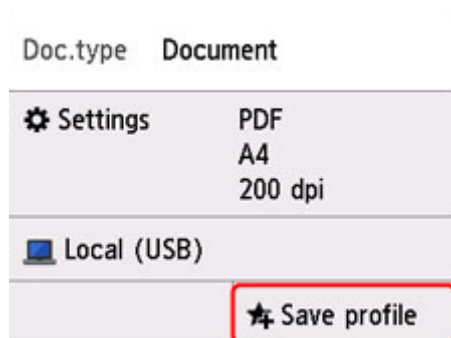 Doc.type Document
Settings PDF
A4
200 dpi
Local (USB)
Save profile